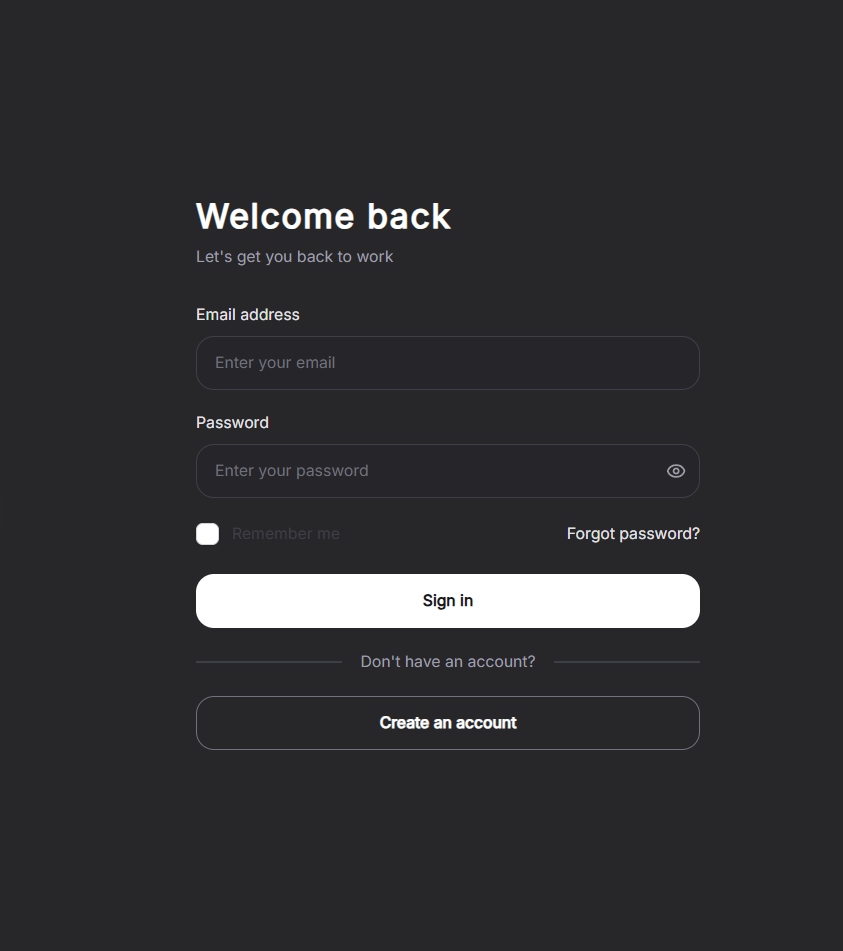 Welcome back
Let's get you back to work
Email address
Enter your email
Password
Enter your password
Remember me
Forgot password?
Sign in
Don't have an account?
Create an account